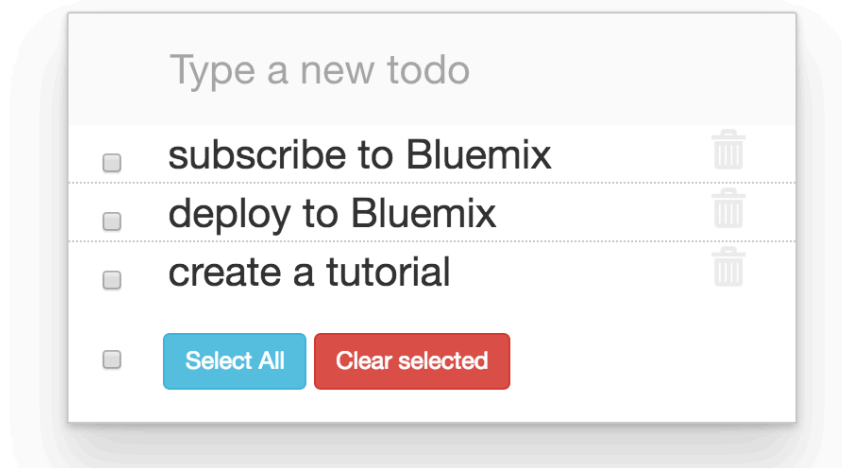 Type a new todo
subscribe to Bluemix
deploy to Bluemix
create a tutorial
Select All Clear selected